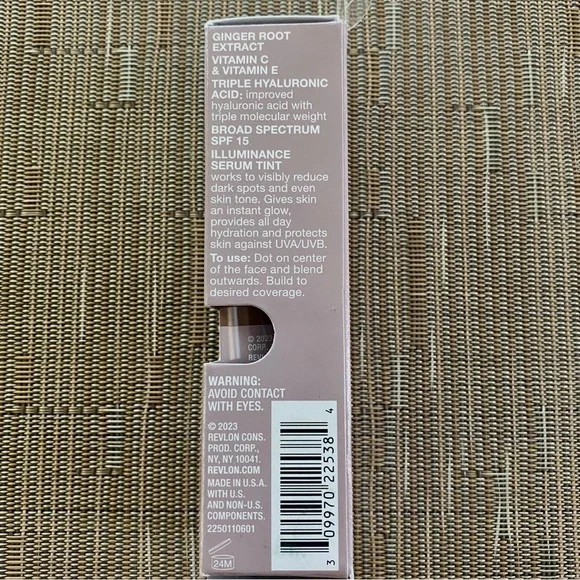 GINGER ROOT
EXTRACT
VITAMIN C
& VITAMIN E
TRIPLE HYALURONIC
ACID: improved
hyaluronic acid with
triple molecular weight
BROAD SPECTRUM
SPF 15
ILLUMINANCE
SERUM TINT
works to visibly reduce
dark spots and even
skin tone. Gives skin
an instant glow,
provides all day
hydration and protects
skin against UVA/UVB.
To use: Dot on center
of the face and blend
outwards. Build to
desired coverage.
© 2023
CORP.
REVLON
WARNING:
AVOID CONTACT
WITH EYES.
© 2023
REVLON CONS.
PROD. CORP.,
NY, NY 10041.
REVLON.COM
MADE IN U.S.A.
WITH U.S.
AND NON-U.S.
COMPONENTS.
2250110601
24M
3 09970 22538 4